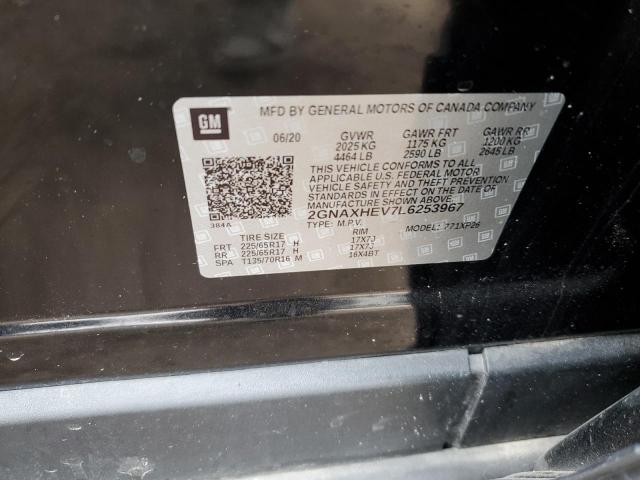 GM
MFD BY GENERAL MOTORS OF CANADA COMPANY
06/20 GVWR GAWR FRT GAWR RR
2025 KG 1175 KG 1200 KG
4464 LB 2590 LB 2645 LB
THIS VEHICLE CONFORMS TO ALL
APPLICABLE U.S. FEDERAL MOTOR
VEHICLE SAFETY AND THEFT PREVENTION
STANDARDS IN EFFECT ON THE DATE OF
MANUFACTURE SHOWN ABOVE.
384A 2GNAXHEV7L6253967
TYPE: M.P.V. MODEL: 771XP26
TIRE SIZE RIM
FRT 225/65R17 H 17X7J
RR 225/65R17 H 17X7J
SPA T135/70R16 M 16X4BT